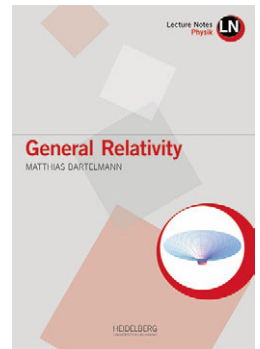 Lecture Notes
Physik
LN
General Relativity
MATTHIAS BARTELMANN
HEIDELBERG